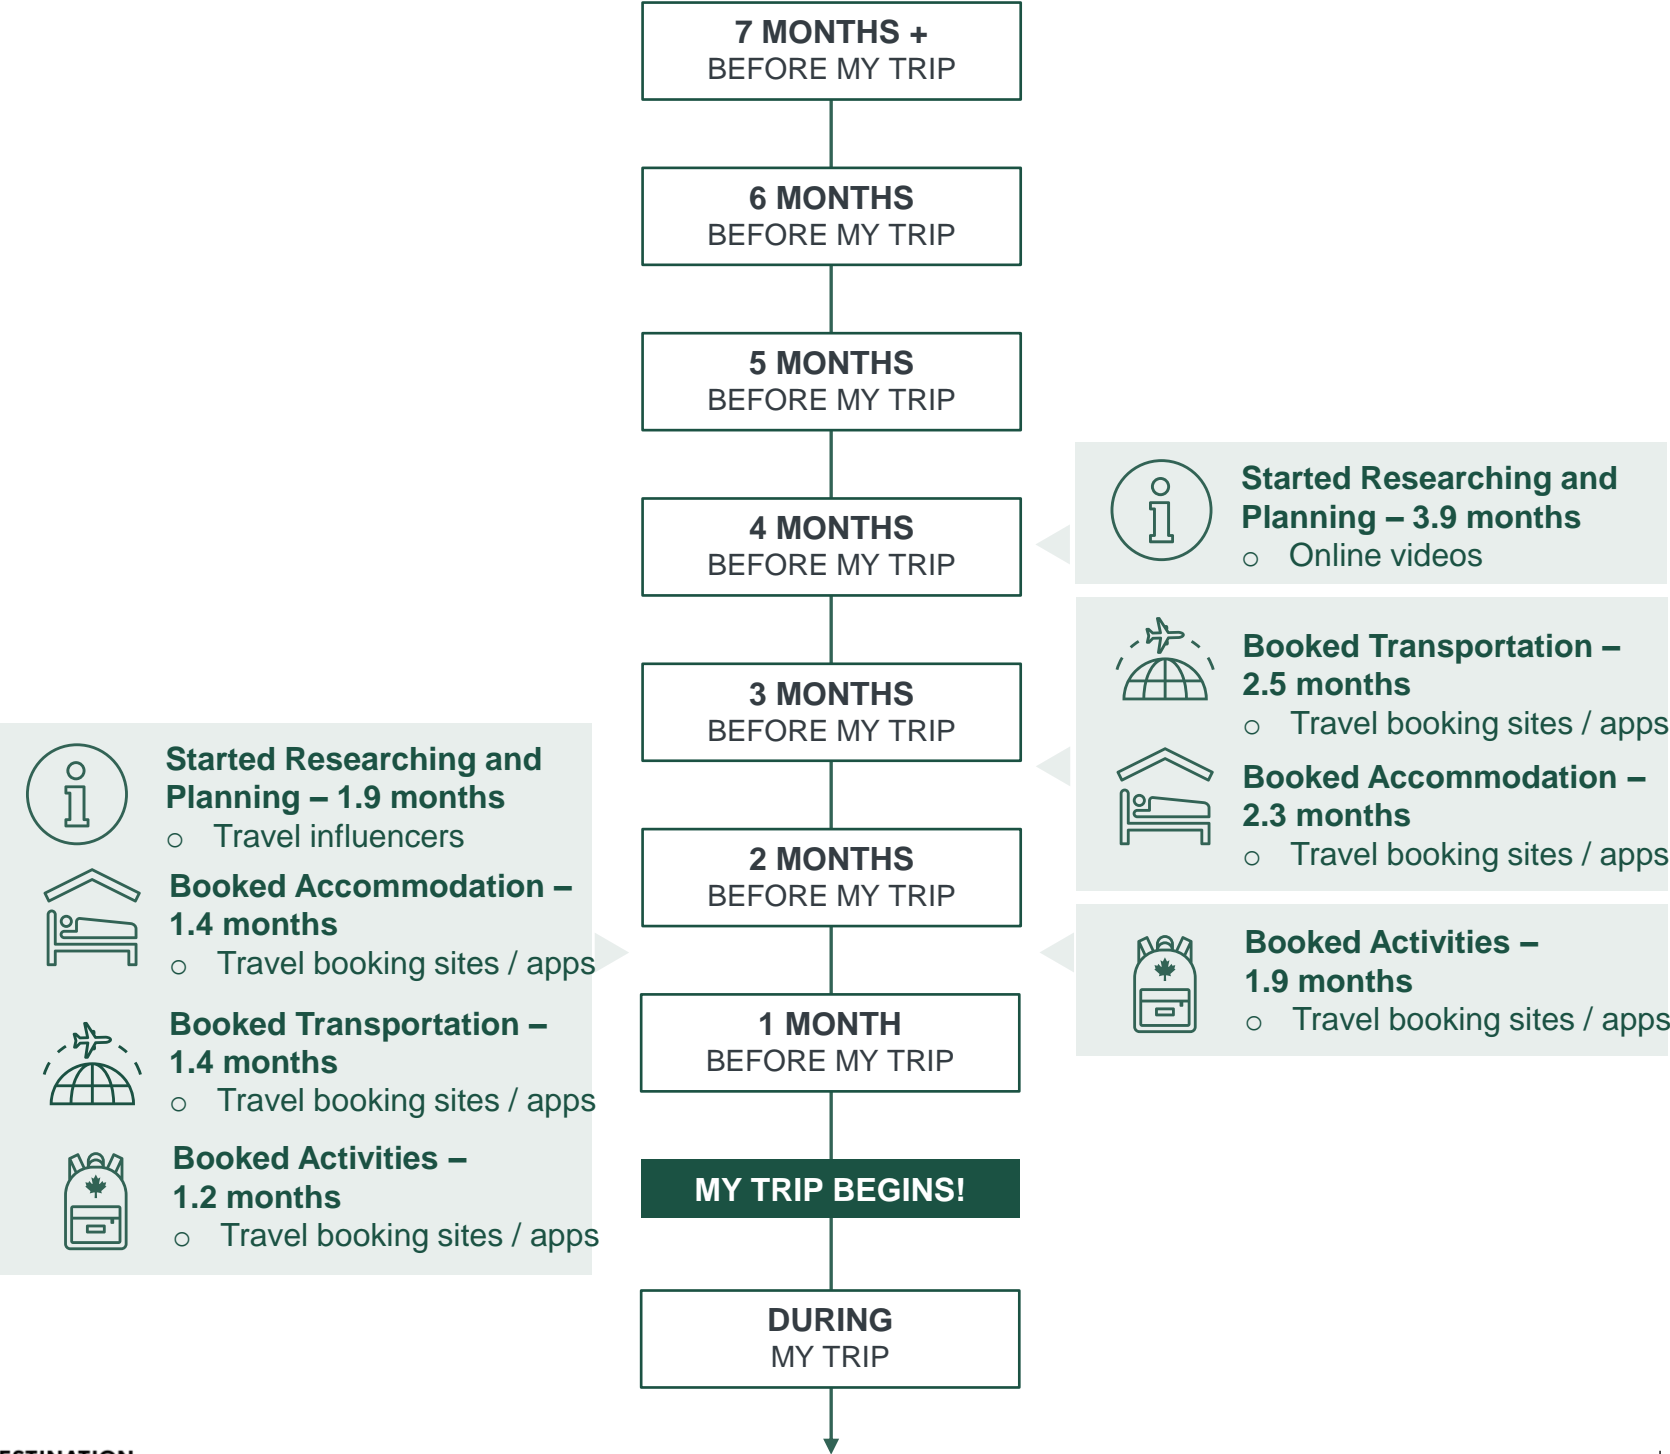 7 MONTHS +
BEFORE MY TRIP
6 MONTHS
BEFORE MY TRIP
5 MONTHS
BEFORE MY TRIP
4 MONTHS
BEFORE MY TRIP
3 MONTHS
BEFORE MY TRIP
2 MONTHS
BEFORE MY TRIP
1 MONTH
BEFORE MY TRIP
MY TRIP BEGINS!
DURING
MY TRIP
Started Researching and
Planning – 1.9 months
o Travel influencers
Booked Accommodation –
1.4 months
o Travel booking sites / apps
Booked Transportation –
1.4 months
o Travel booking sites / apps
Booked Activities –
1.2 months
o Travel booking sites / apps
Started Researching and
Planning – 3.9 months
o Online videos
Booked Transportation –
2.5 months
o Travel booking sites / apps
Booked Accommodation –
2.3 months
o Travel booking sites / apps
Booked Activities –
1.9 months
o Travel booking sites / apps